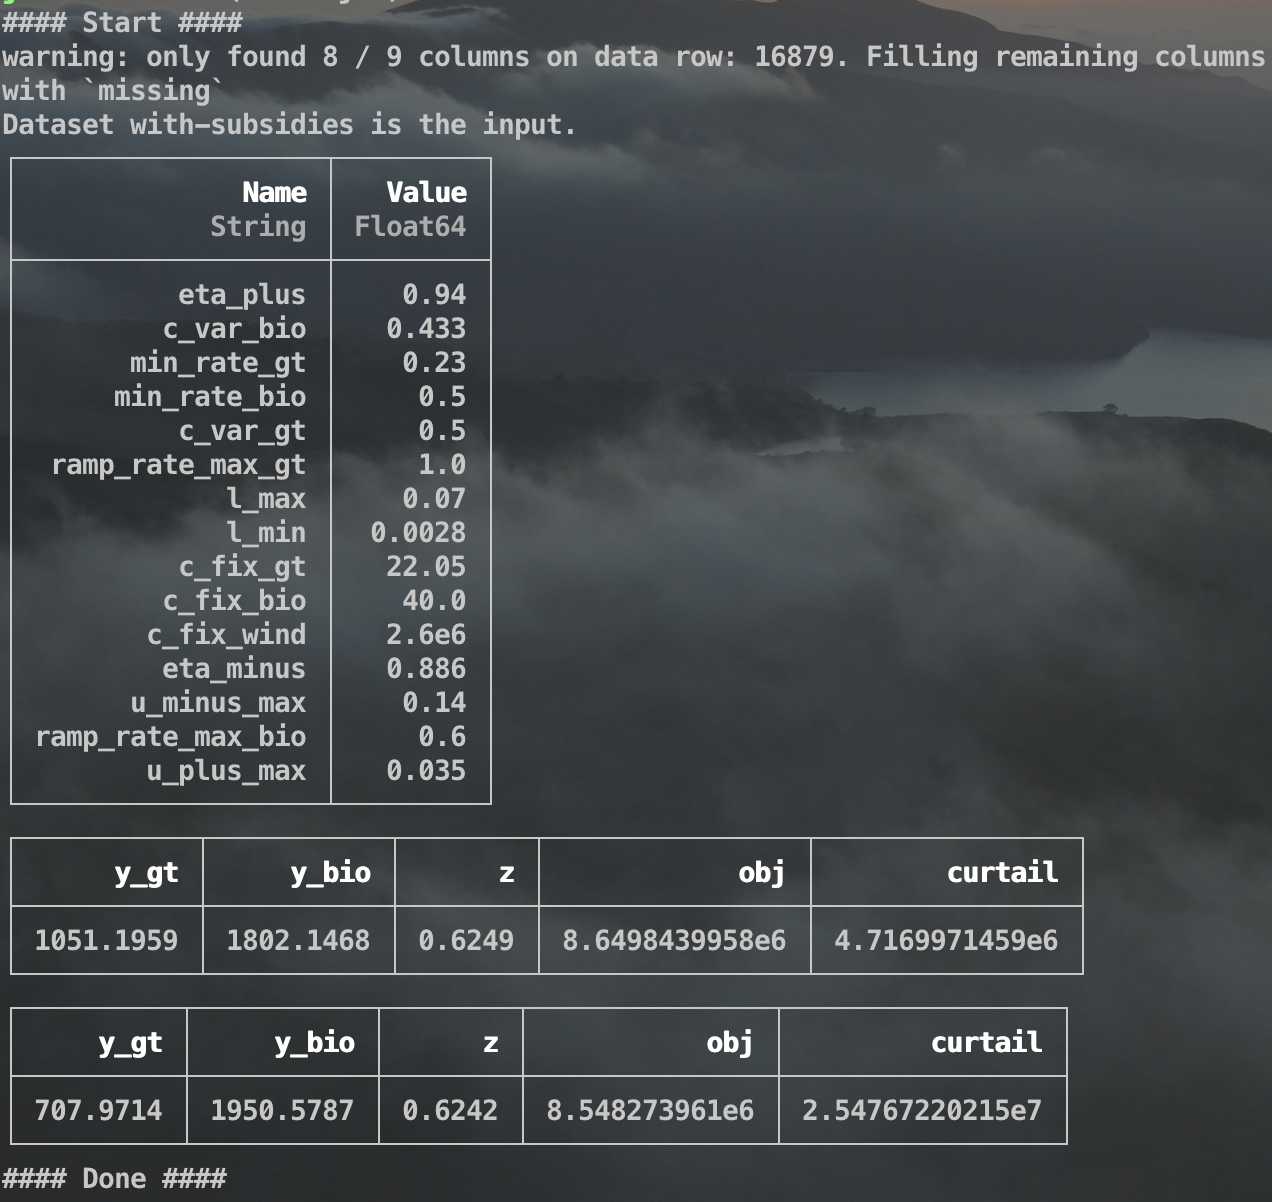 #### Start ####
warning: only found 8 / 9 columns on data row: 16879. Filling remaining columns
with `missing`
Dataset with-subsidies is the input.
Name Value
String Float64
eta_plus 0.94
c_var_bio 0.433
min_rate_gt 0.23
min_rate_bio 0.5
c_var_gt 0.5
ramp_rate_max_gt 1.0
l_max 0.07
l_min 0.0028
c_fix_gt 22.05
c_fix_bio 40.0
c_fix_wind 2.6e6
eta_minus 0.886
u_minus_max 0.14
ramp_rate_max_bio 0.6
u_plus_max 0.035
y_gt y_bio z obj curtail
1051.1959 1802.1468 0.6249 8.6498439958e6 4.7169971459e6
y_gt y_bio z obj curtail
707.9714 1950.5787 0.6242 8.548273961e6 2.54767220215e7
#### Done ####